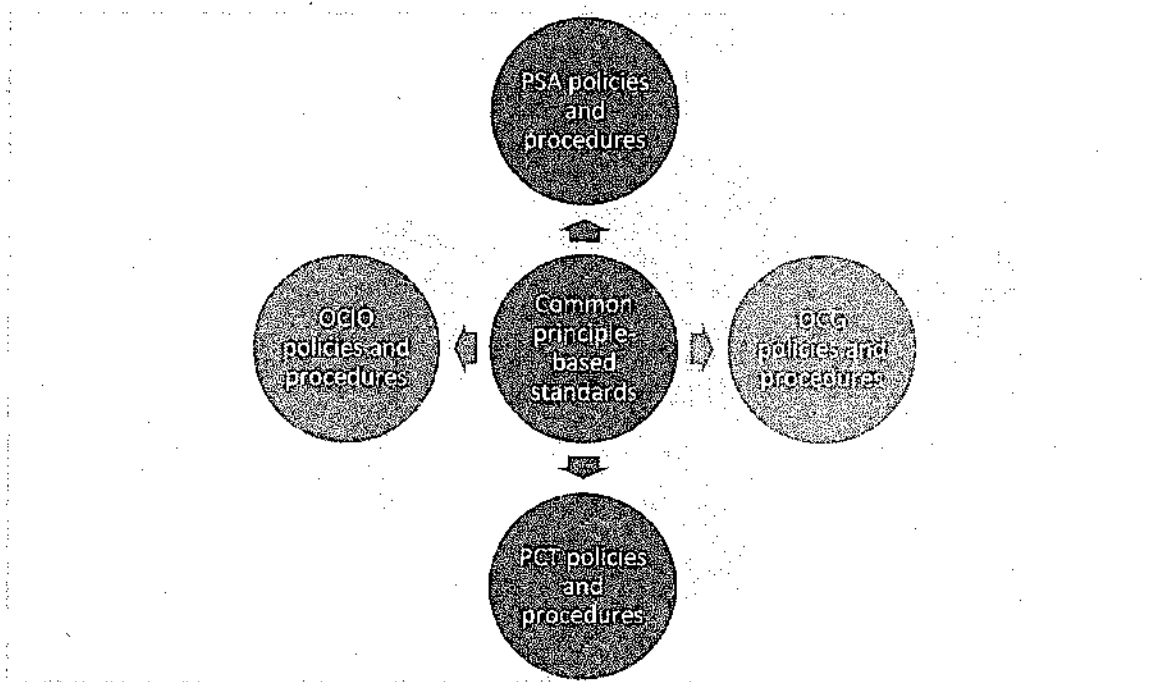 PSA policies
and
procedures
OCIO
policies and
procedures
Common
principle-
based
standards
OCG
policies and
procedures
PCT policies
and
procedures